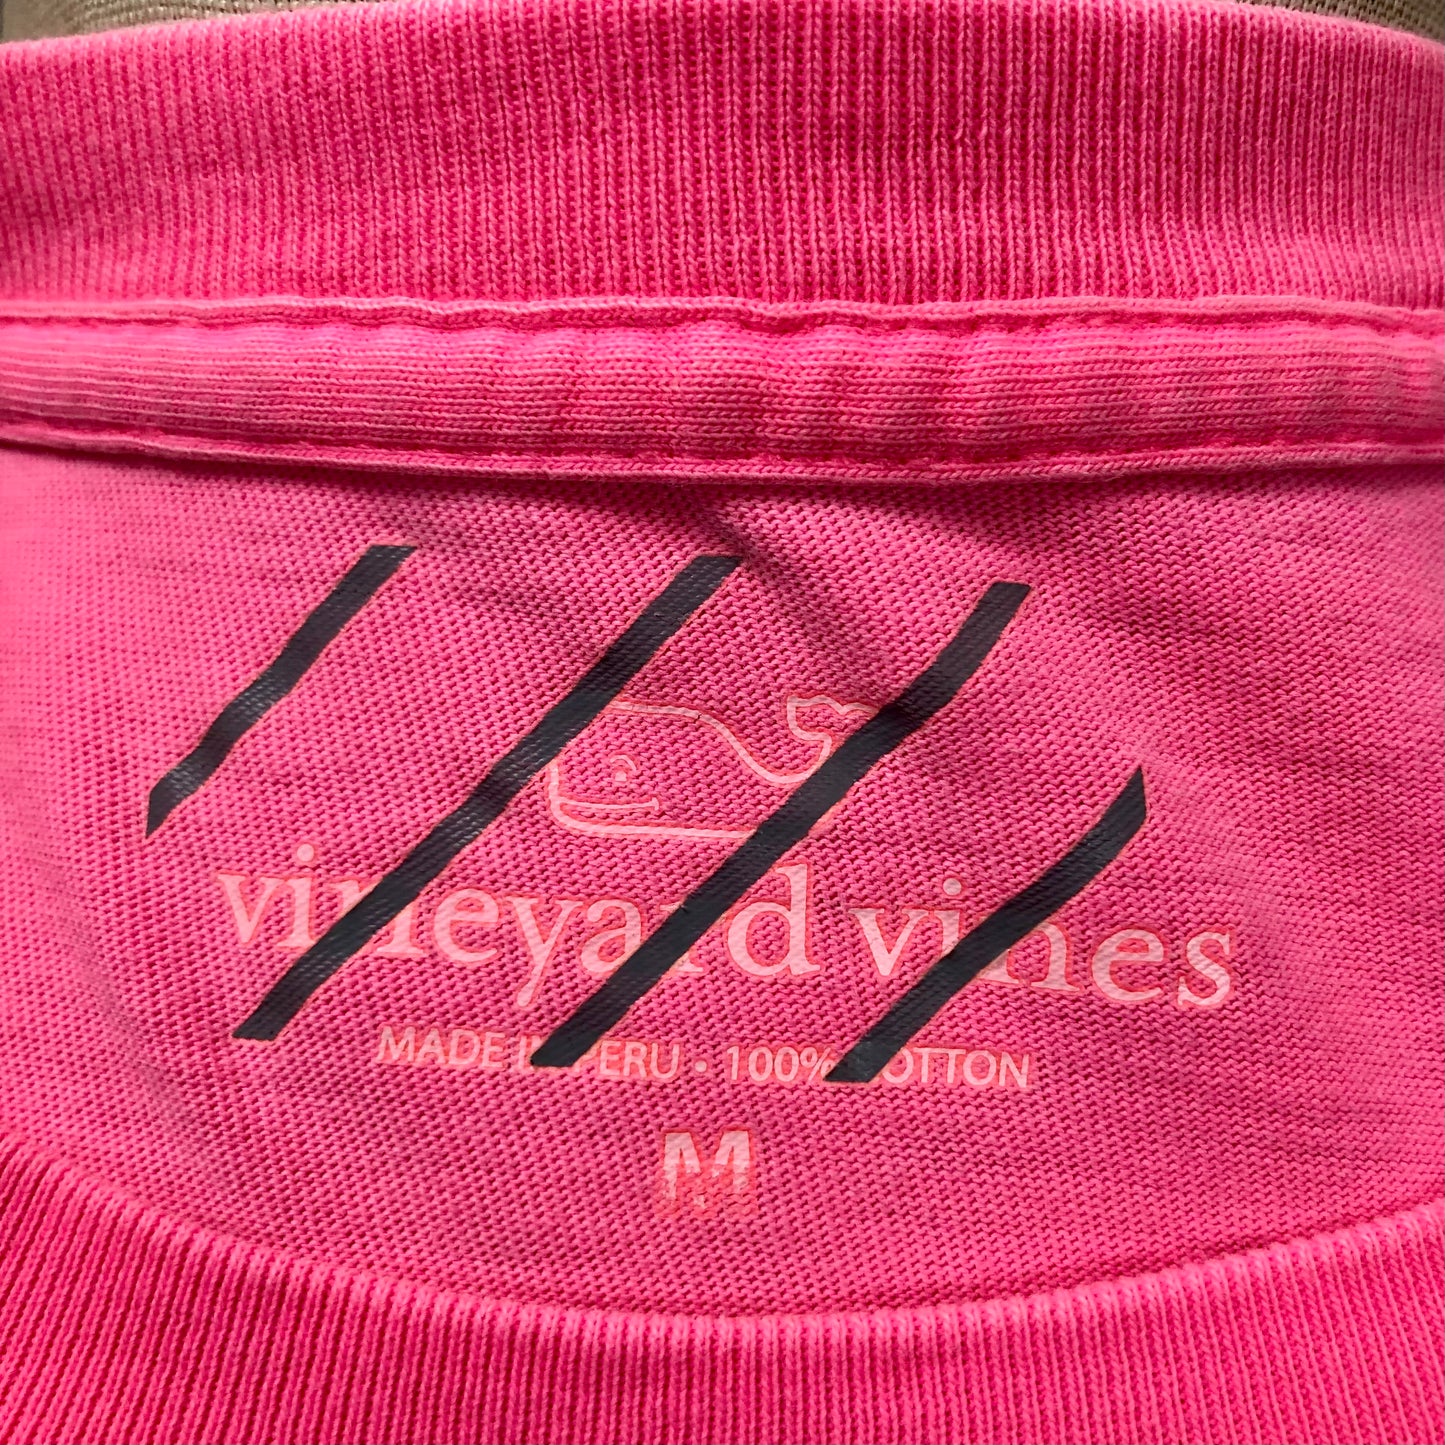 vineyard vines
MADE IN PERU • 100% COTTON
M